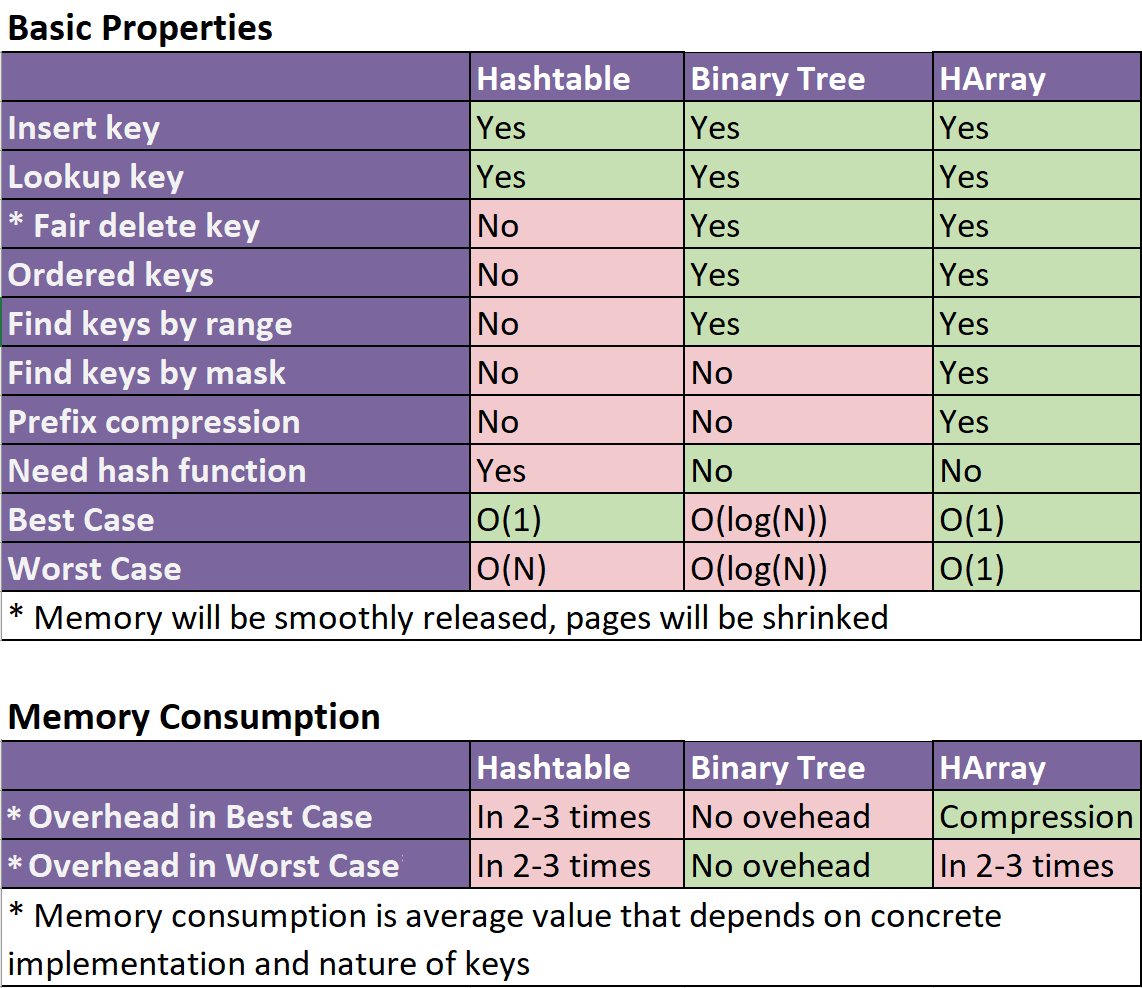 Basic Properties
Hashtable Binary Tree HArray
Insert key Yes Yes Yes
Lookup key Yes Yes Yes
* Fair delete key No Yes Yes
Ordered keys No Yes Yes
Find keys by range No Yes Yes
Find keys by mask No No Yes
Prefix compression No No Yes
Need hash function Yes No No
Best Case O(1) O(log(N)) O(1)
Worst Case O(N) O(log(N)) O(1)
* Memory will be smoothly released, pages will be shrinked
Memory Consumption
Hashtable Binary Tree HArray
* Overhead in Best Case In 2-3 times No ovehead Compression
* Overhead in Worst Case In 2-3 times No ovehead In 2-3 times
* Memory consumption is average value that depends on concrete
implementation and nature of keys